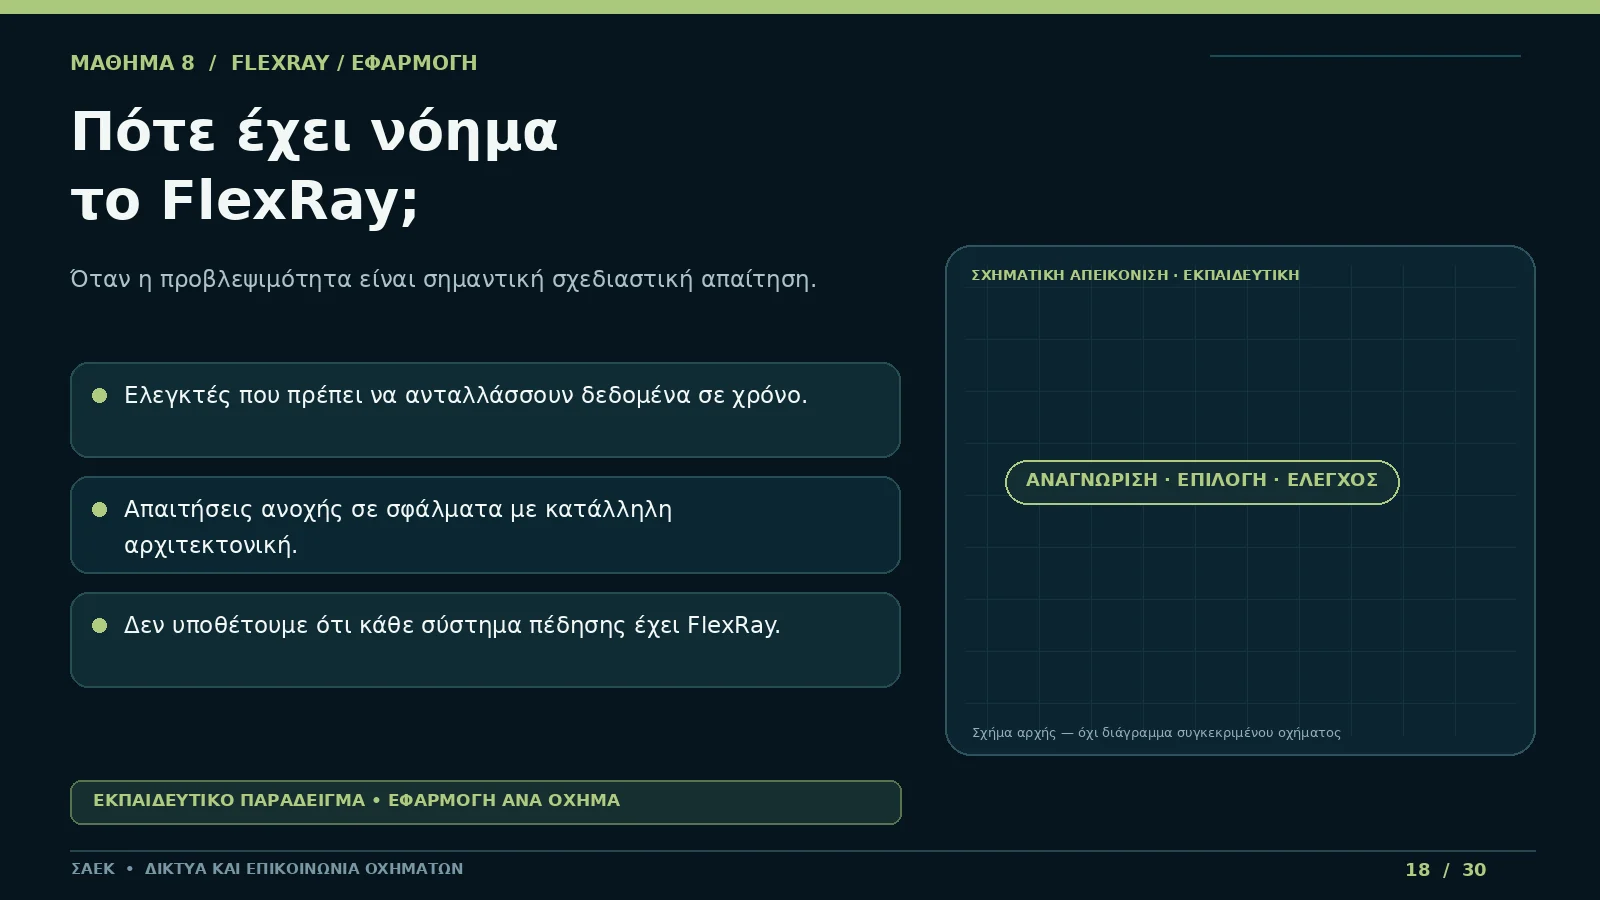 ΜΑΘΗΜΑ 8 / FLEXRAY / ΕΦΑΡΜΟΓΗ
Πότε έχει νόημα
το FlexRay;
Όταν η προβλεψιμότητα είναι σημαντική σχεδιαστική απαίτηση.
Ελεγκτές που πρέπει να ανταλλάσσουν δεδομένα σε χρόνο.
Απαιτήσεις ανοχής σε σφάλματα με κατάλληλη
αρχιτεκτονική.
Δεν υποθέτουμε ότι κάθε σύστημα πέδησης έχει FlexRay.
ΕΚΠΑΙΔΕΥΤΙΚΟ ΠΑΡΑΔΕΙΓΜΑ • ΕΦΑΡΜΟΓΗ ΑΝΑ ΟΧΗΜΑ
ΣΧΗΜΑΤΙΚΗ ΑΠΕΙΚΟΝΙΣΗ · ΕΚΠΑΙΔΕΥΤΙΚΗ
ΑΝΑΓΝΩΡΙΣΗ · ΕΠΙΛΟΓΗ · ΕΛΕΓΧΟΣ
Σχήμα αρχής — όχι διάγραμμα συγκεκριμένου οχήματος
ΣΑΕΚ • ΔΙΚΤΥΑ ΚΑΙ ΕΠΙΚΟΙΝΩΝΙΑ ΟΧΗΜΑΤΩΝ
18 / 30